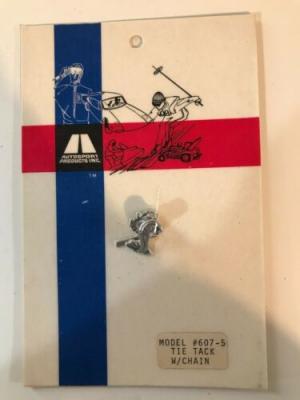 AUTOSPORT
PRODUCTS INC.
TM
MODEL #607-5
TIE TACK
W/CHAIN